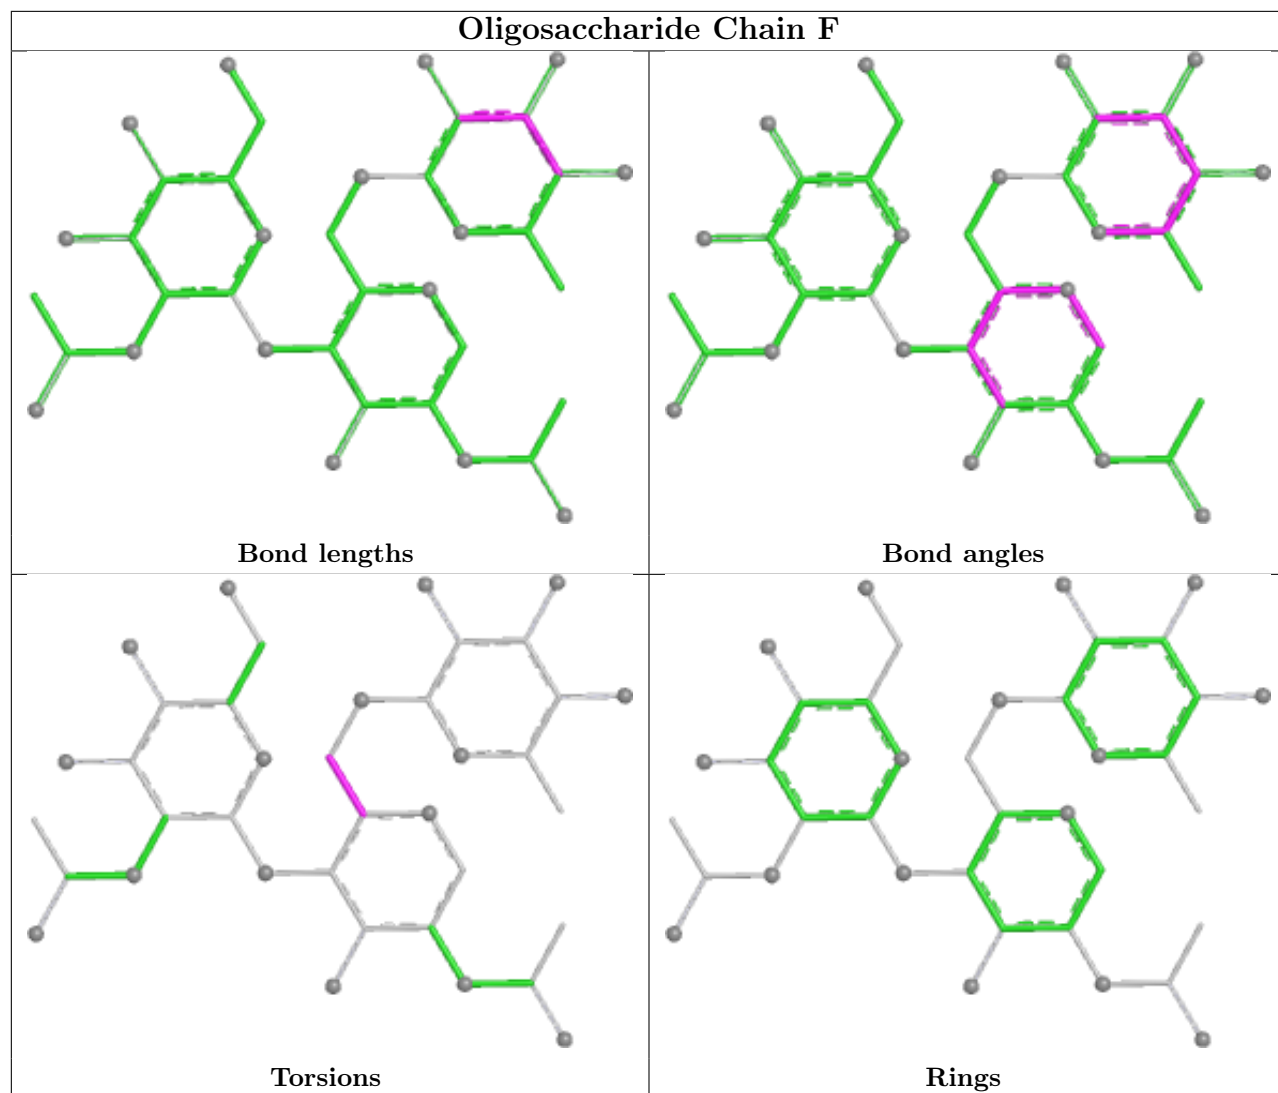 Oligosaccharide Chain F
Bond lengths
Bond angles
Torsions
Rings